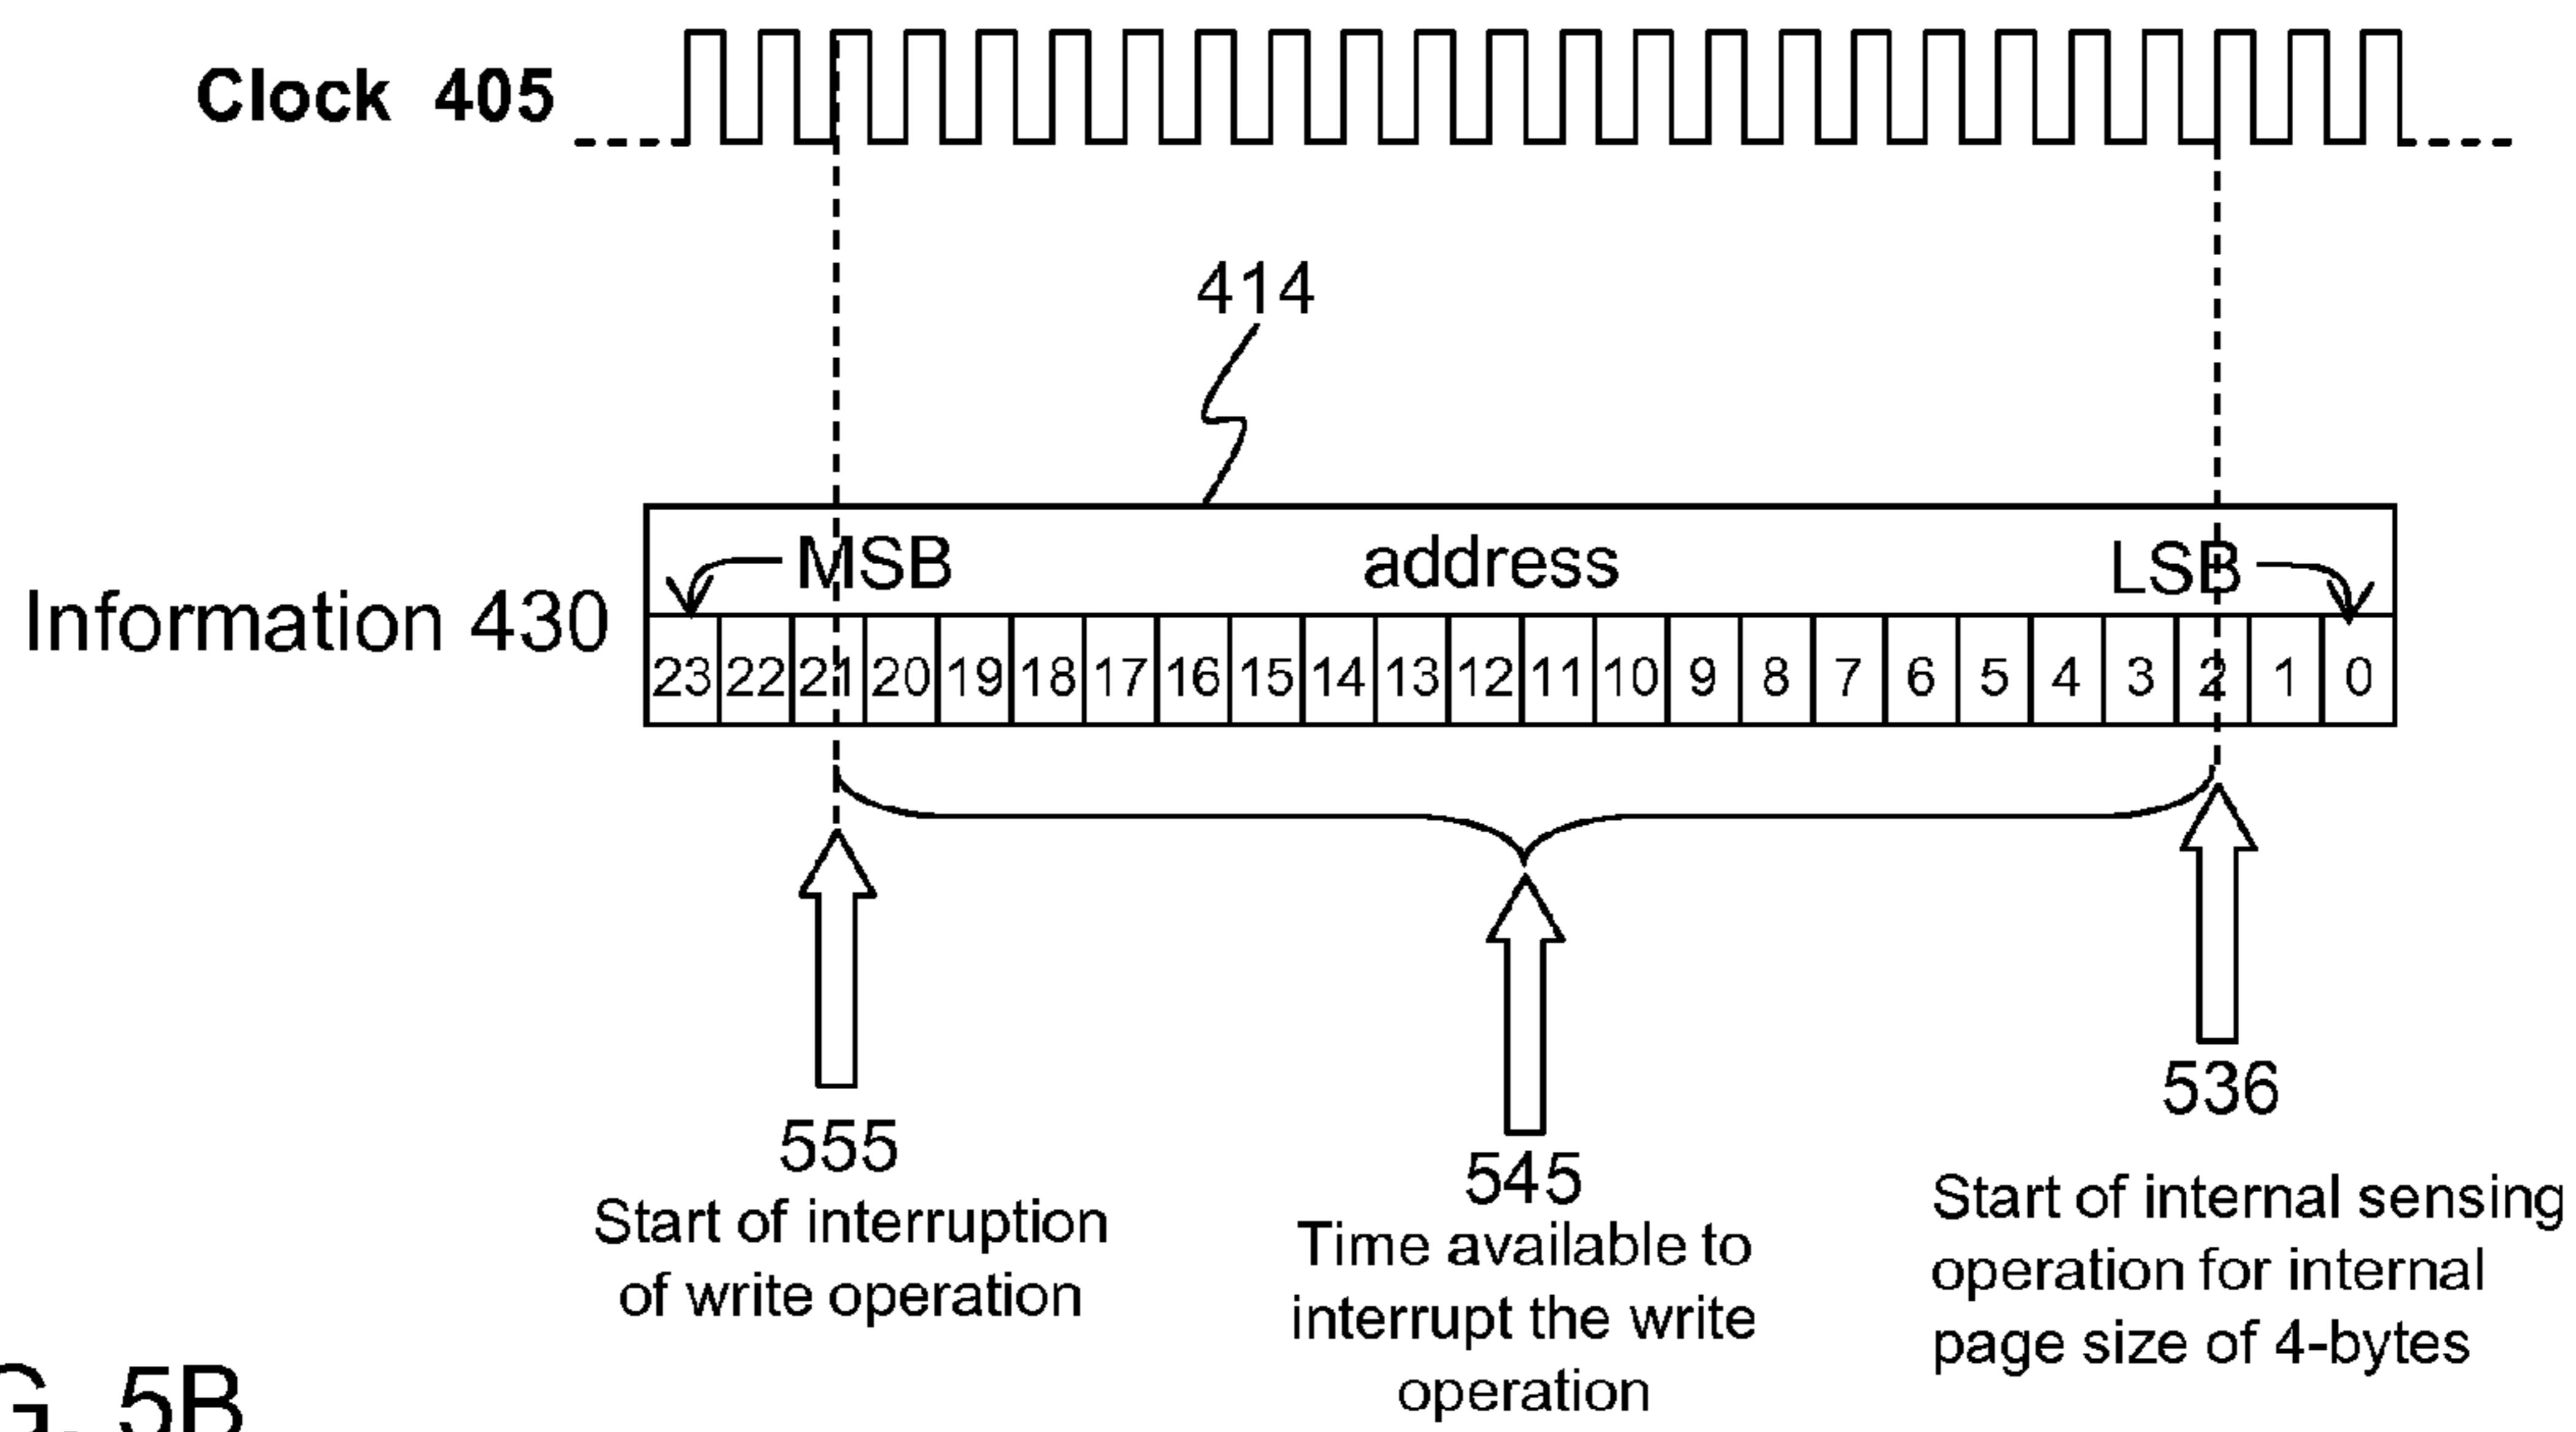 Clock 405
414
MSB address LSB
Information 430
23 22 21 20 19 18 17 16 15 14 13 12 11 10 9 8 7 6 5 4 3 2 1 0
555
Start of interruption
of write operation
545
Time available to
interrupt the write
operation
536
Start of internal sensing
operation for internal
page size of 4-bytes
G. 5B